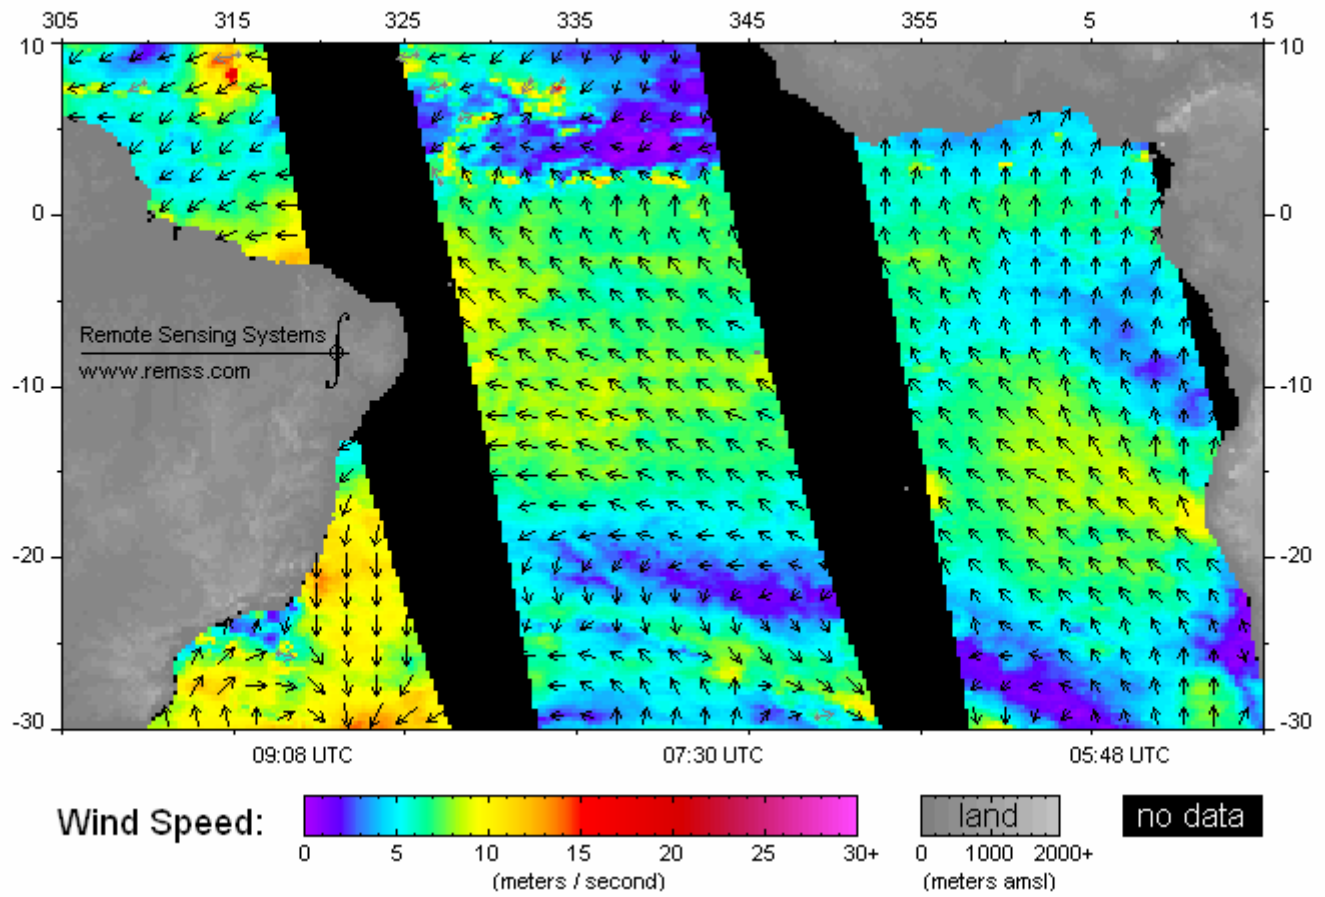 305 315 325 335 345 355 5 15
10 10
0 0
Remote Sensing Systems
www.remss.com
-10 -10
-20 -20
-30 -30
09:08 UTC 07:30 UTC 05:48 UTC
Wind Speed: land no data
0 5 10 15 20 25 30+ 0 1000 2000+
(meters / second) (meters amsl)